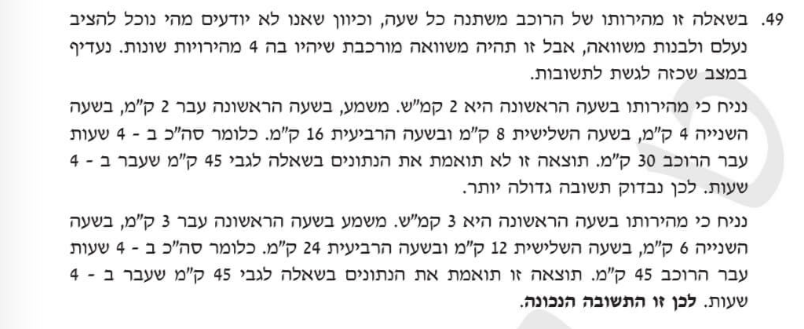 49. בשאלה זו מהירותו של הרוכב משתנה כל שעה, וכיוון שאנו לא יודעים מהי נוכל להציב
נעלם ולבנות משוואה, אבל זו תהיה משוואה מורכבת שיהיו בה 4 מהירויות שונות. נעדיף
במצב שכזה לגשת לתשובות.
נניח כי מהירותו בשעה הראשונה היא 2 קמ"ש. משמע, בשעה הראשונה עבר 2 ק"מ, בשעה
השנייה 4 ק"מ, בשעה השלישית 8 ק"מ ובשעה הרביעית 16 ק"מ. כלומר סה"כ ב - 4 שעות
עבר הרוכב 30 ק"מ. תוצאה זו לא תואמת את הנתונים בשאלה לגבי 45 ק"מ שעבר ב - 4
שעות. לכן נבדוק תשובה גדולה יותר.
נניח כי מהירותו בשעה הראשונה היא 3 קמ"ש. משמע בשעה הראשונה עבר 3 ק"מ, בשעה
השנייה 6 ק"מ, בשעה השלישית 12 ק"מ ובשעה הרביעית 24 ק"מ. כלומר סה"כ ב - 4 שעות
עבר הרוכב 45 ק"מ. תוצאה זו תואמת את הנתונים בשאלה לגבי 45 ק"מ שעבר ב - 4
שעות. לכן זו התשובה הנכונה.